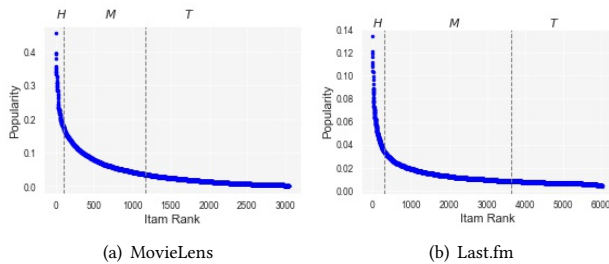 H M T
0.4
0.3
0.2
0.1
0.0
Popularity
0 500 1000 1500 2000 2500 3000
Itam Rank
(a) MovieLens
H M T
0.14
0.12
0.10
0.08
0.06
0.04
0.02
0.00
Popularity
0 1000 2000 3000 4000 5000 6000
Itam Rank
(b) Last.fm